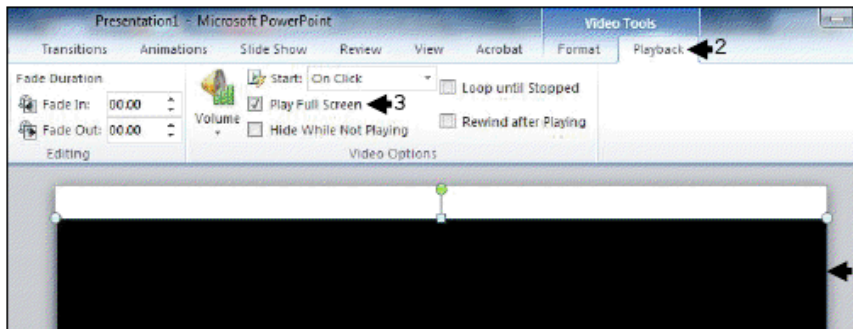 Presentation1 - Microsoft PowerPoint Video Tools
Transitions Animations Slide Show Review View Acrobat Format Playback 2
Fade Duration Start: On Click Loop until Stopped
Fade In: 00.00 Play Full Screen 3
Fade Out: 00.00 Volume Hide While Not Playing Rewind after Playing
Editing Video Options